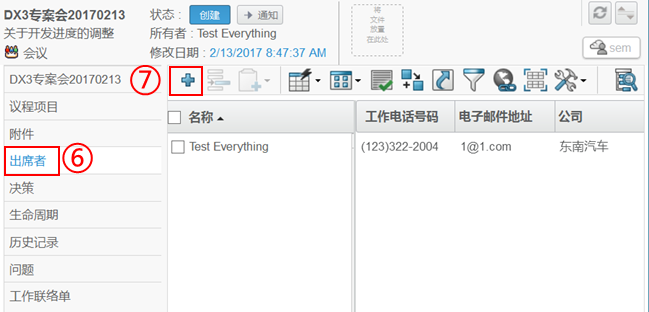 DX3专案会20170213
关于开发进度的调整
会议
状态 : 创建 → 通知
所有者 : Test Everything
修改日期 : 2/13/2017 8:47:37 AM
将
文件
放置
在此处
sem
DX3专案会20170213
议程项目
附件
出席者
决策
生命周期
历史记录
问题
工作联络单
⑥
⑦
名称 工作电话号码 电子邮件地址 公司
Test Everything (123)322-2004 1@1.com 东南汽车